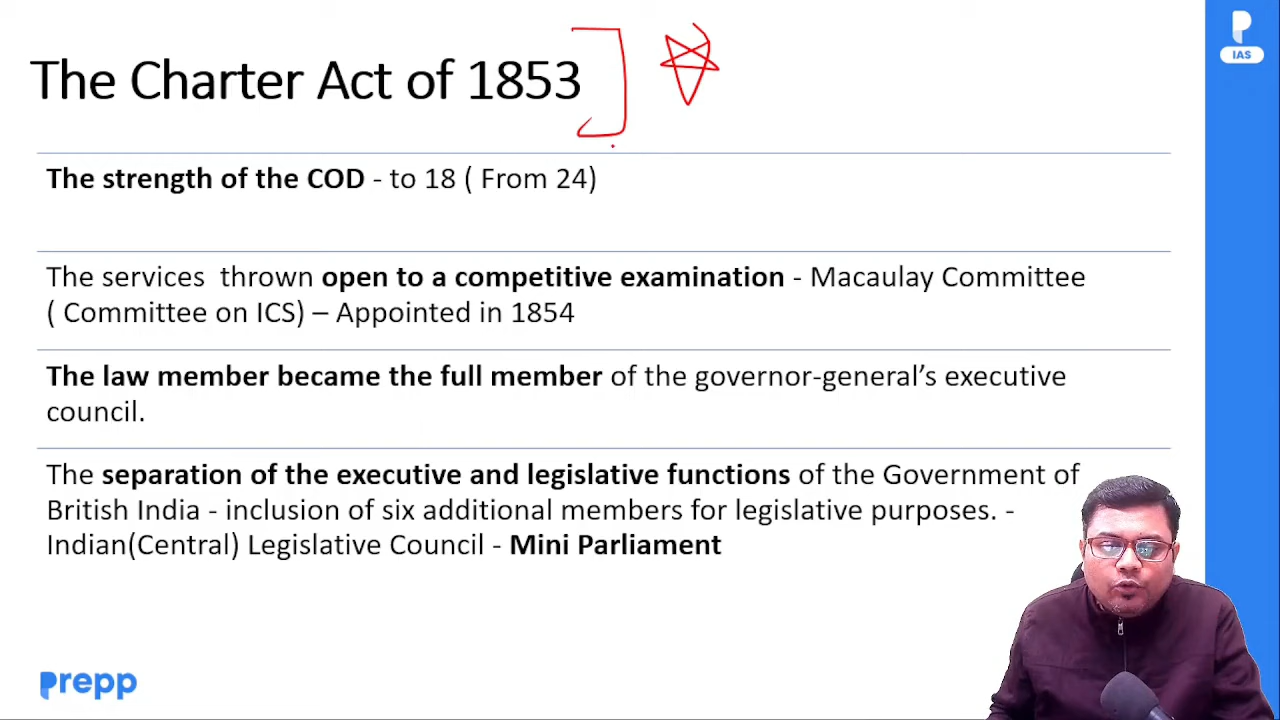 The Charter Act of 1853
IAS
The strength of the COD - to 18 ( From 24)
The services thrown open to a competitive examination - Macaulay Committee
( Committee on ICS) – Appointed in 1854
The law member became the full member of the governor-general’s executive
council.
The separation of the executive and legislative functions of the Government of
British India - inclusion of six additional members for legislative purposes. -
Indian(Central) Legislative Council - Mini Parliament
prepp